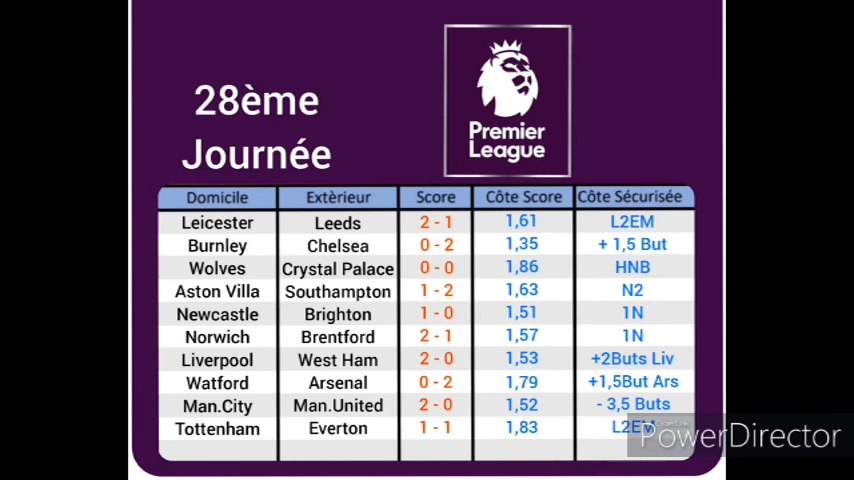 28ème
Journée
Premier
League
Domicile Extèrieur Score Côte Score Côte Sécurisée
Leicester Leeds 2 - 1 1,61 L2EM
Burnley Chelsea 0 - 2 1,35 + 1,5 But
Wolves Crystal Palace 0 - 0 1,86 HNB
Aston Villa Southampton 1 - 2 1,63 N2
Newcastle Brighton 1 - 0 1,51 1N
Norwich Brentford 2 - 1 1,57 1N
Liverpool West Ham 2 - 0 1,53 +2Buts Liv
Watford Arsenal 0 - 2 1,79 +1,5But Ars
Man.City Man.United 2 - 0 1,52 - 3,5 Buts
Tottenham Everton 1 - 1 1,83 L2EM
CyberLink
PowerDirector